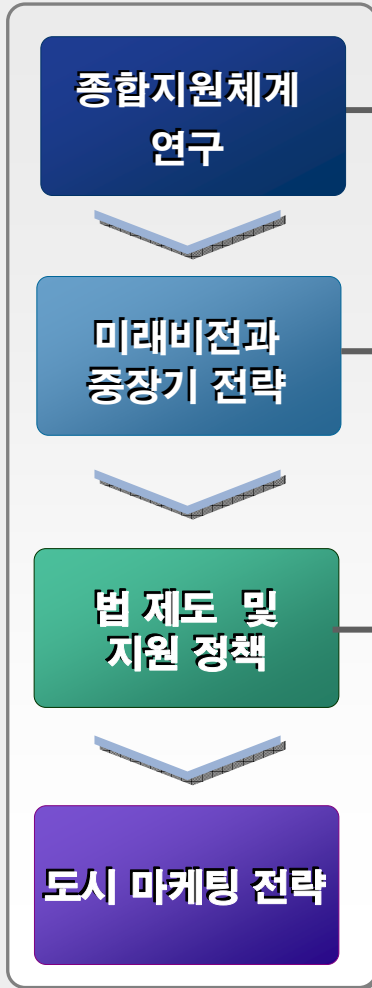 종합지원체계
연구
미래비전과
중장기 전략
법 제도 및
지원 정책
도시 마케팅 전략